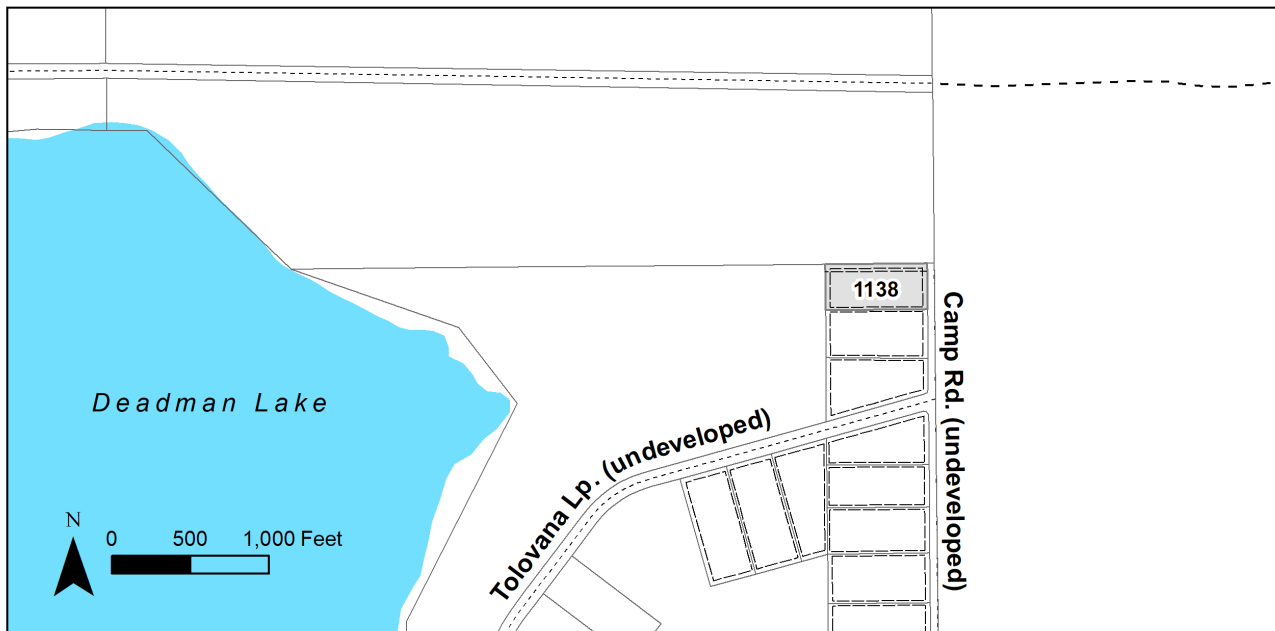 1138
Camp Rd. (undeveloped)
Deadman Lake
Tolovana Lp. (undeveloped)
N
0 500 1,000 Feet